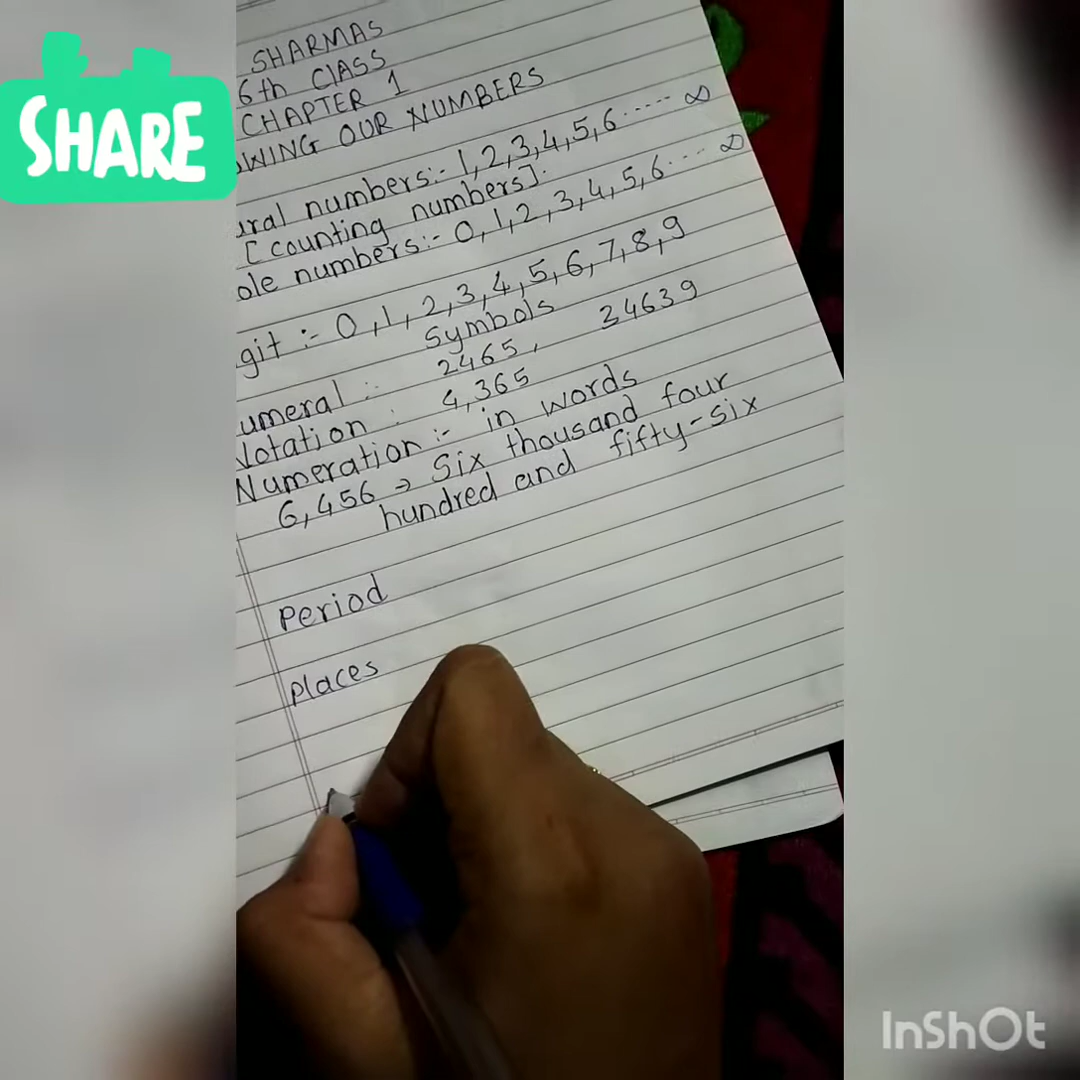 SHARE
SHARMAS
6th CLASS
CHAPTER 1
WING OUR NUMBERS
ural numbers:- 1,2,3,4,5,6 ..... ∞
[counting numbers].
ole numbers:- 0,1,2,3,4,5,6 ... ∞
git :- 0,1,2,3,4,5,6,7,8,9
symbols
umeral : 2465, 34639
Notation : 4,365
Numeration :- in words
6,456 → Six thousand four
hundred and fifty-six
Period
places
InShOt